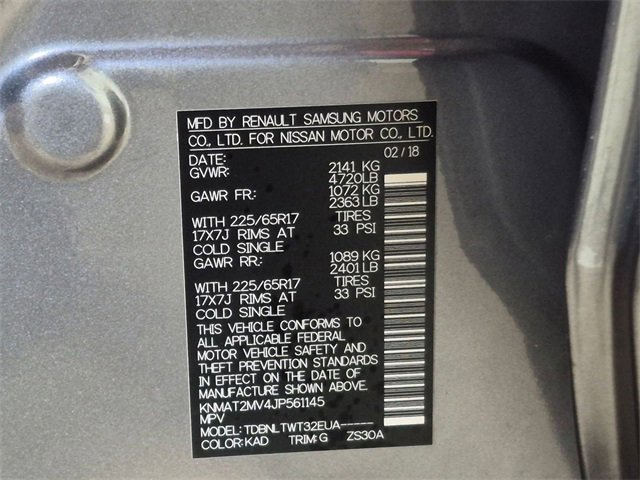 MFD BY RENAULT SAMSUNG MOTORS
CO., LTD. FOR NISSAN MOTOR CO., LTD.
DATE: 02/18
GVWR: 2141 KG
4720LB
GAWR FR.: 1072 KG
2363 LB
WITH 225/65R17 TIRES
17X7J RIMS AT 33 PSI
COLD SINGLE
GAWR RR.: 1089 KG
2401 LB
WITH 225/65R17 TIRES
17X7J RIMS AT 33 PSI
COLD SINGLE
THIS VEHICLE CONFORMS TO
ALL APPLICABLE FEDERAL
MOTOR VEHICLE SAFETY AND
THEFT PREVENTION STANDARDS
IN EFFECT ON THE DATE OF
MANUFACTURE SHOWN ABOVE.
KNMAT2MV4JP561145
MPV
MODEL: TDBNLTWT32EUA-----
COLOR: KAD TRIM: G ZS30A